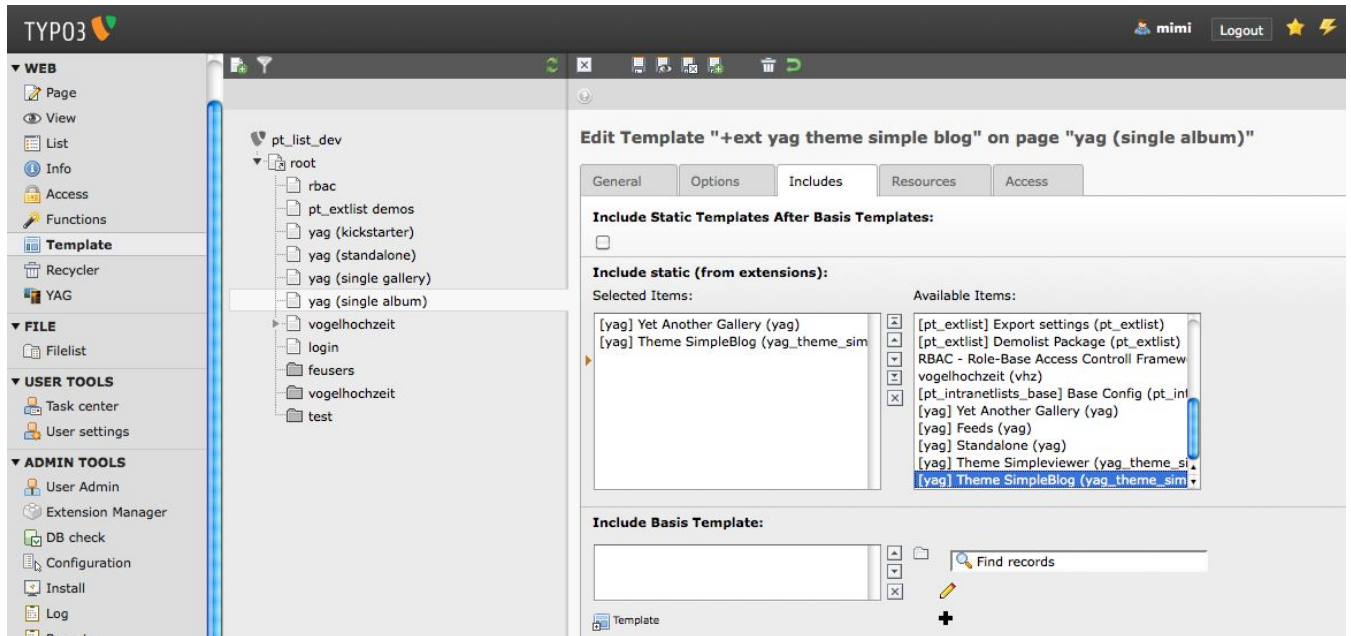 TYPO3
mimi
Logout
WEB
Page
View
List
Info
Access
Functions
Template
Recycler
YAG
FILE
Filelist
USER TOOLS
Task center
User settings
ADMIN TOOLS
User Admin
Extension Manager
DB check
Configuration
Install
Log
pt_list_dev
root
rbac
pt_extlist demos
yag (kickstarter)
yag (standalone)
yag (single gallery)
yag (single album)
vogelhochzeit
login
feusers
vogelhochzeit
test
Edit Template "+ext yag theme simple blog" on page "yag (single album)"
General Options Includes Resources Access
Include Static Templates After Basis Templates:
Include static (from extensions):
Selected Items:
[yag] Yet Another Gallery (yag)
[yag] Theme SimpleBlog (yag_theme_sim
Available Items:
[pt_extlist] Export settings (pt_extlist)
[pt_extlist] Demolist Package (pt_extlist)
RBAC - Role-Base Access Controll Framew
vogelhochzeit (vhz)
[pt_intranetlists_base] Base Config (pt_int
[yag] Yet Another Gallery (yag)
[yag] Feeds (yag)
[yag] Standalone (yag)
[yag] Theme Simpleviewer (yag_theme_si
[yag] Theme SimpleBlog (yag_theme_sim
Include Basis Template:
Find records
Template